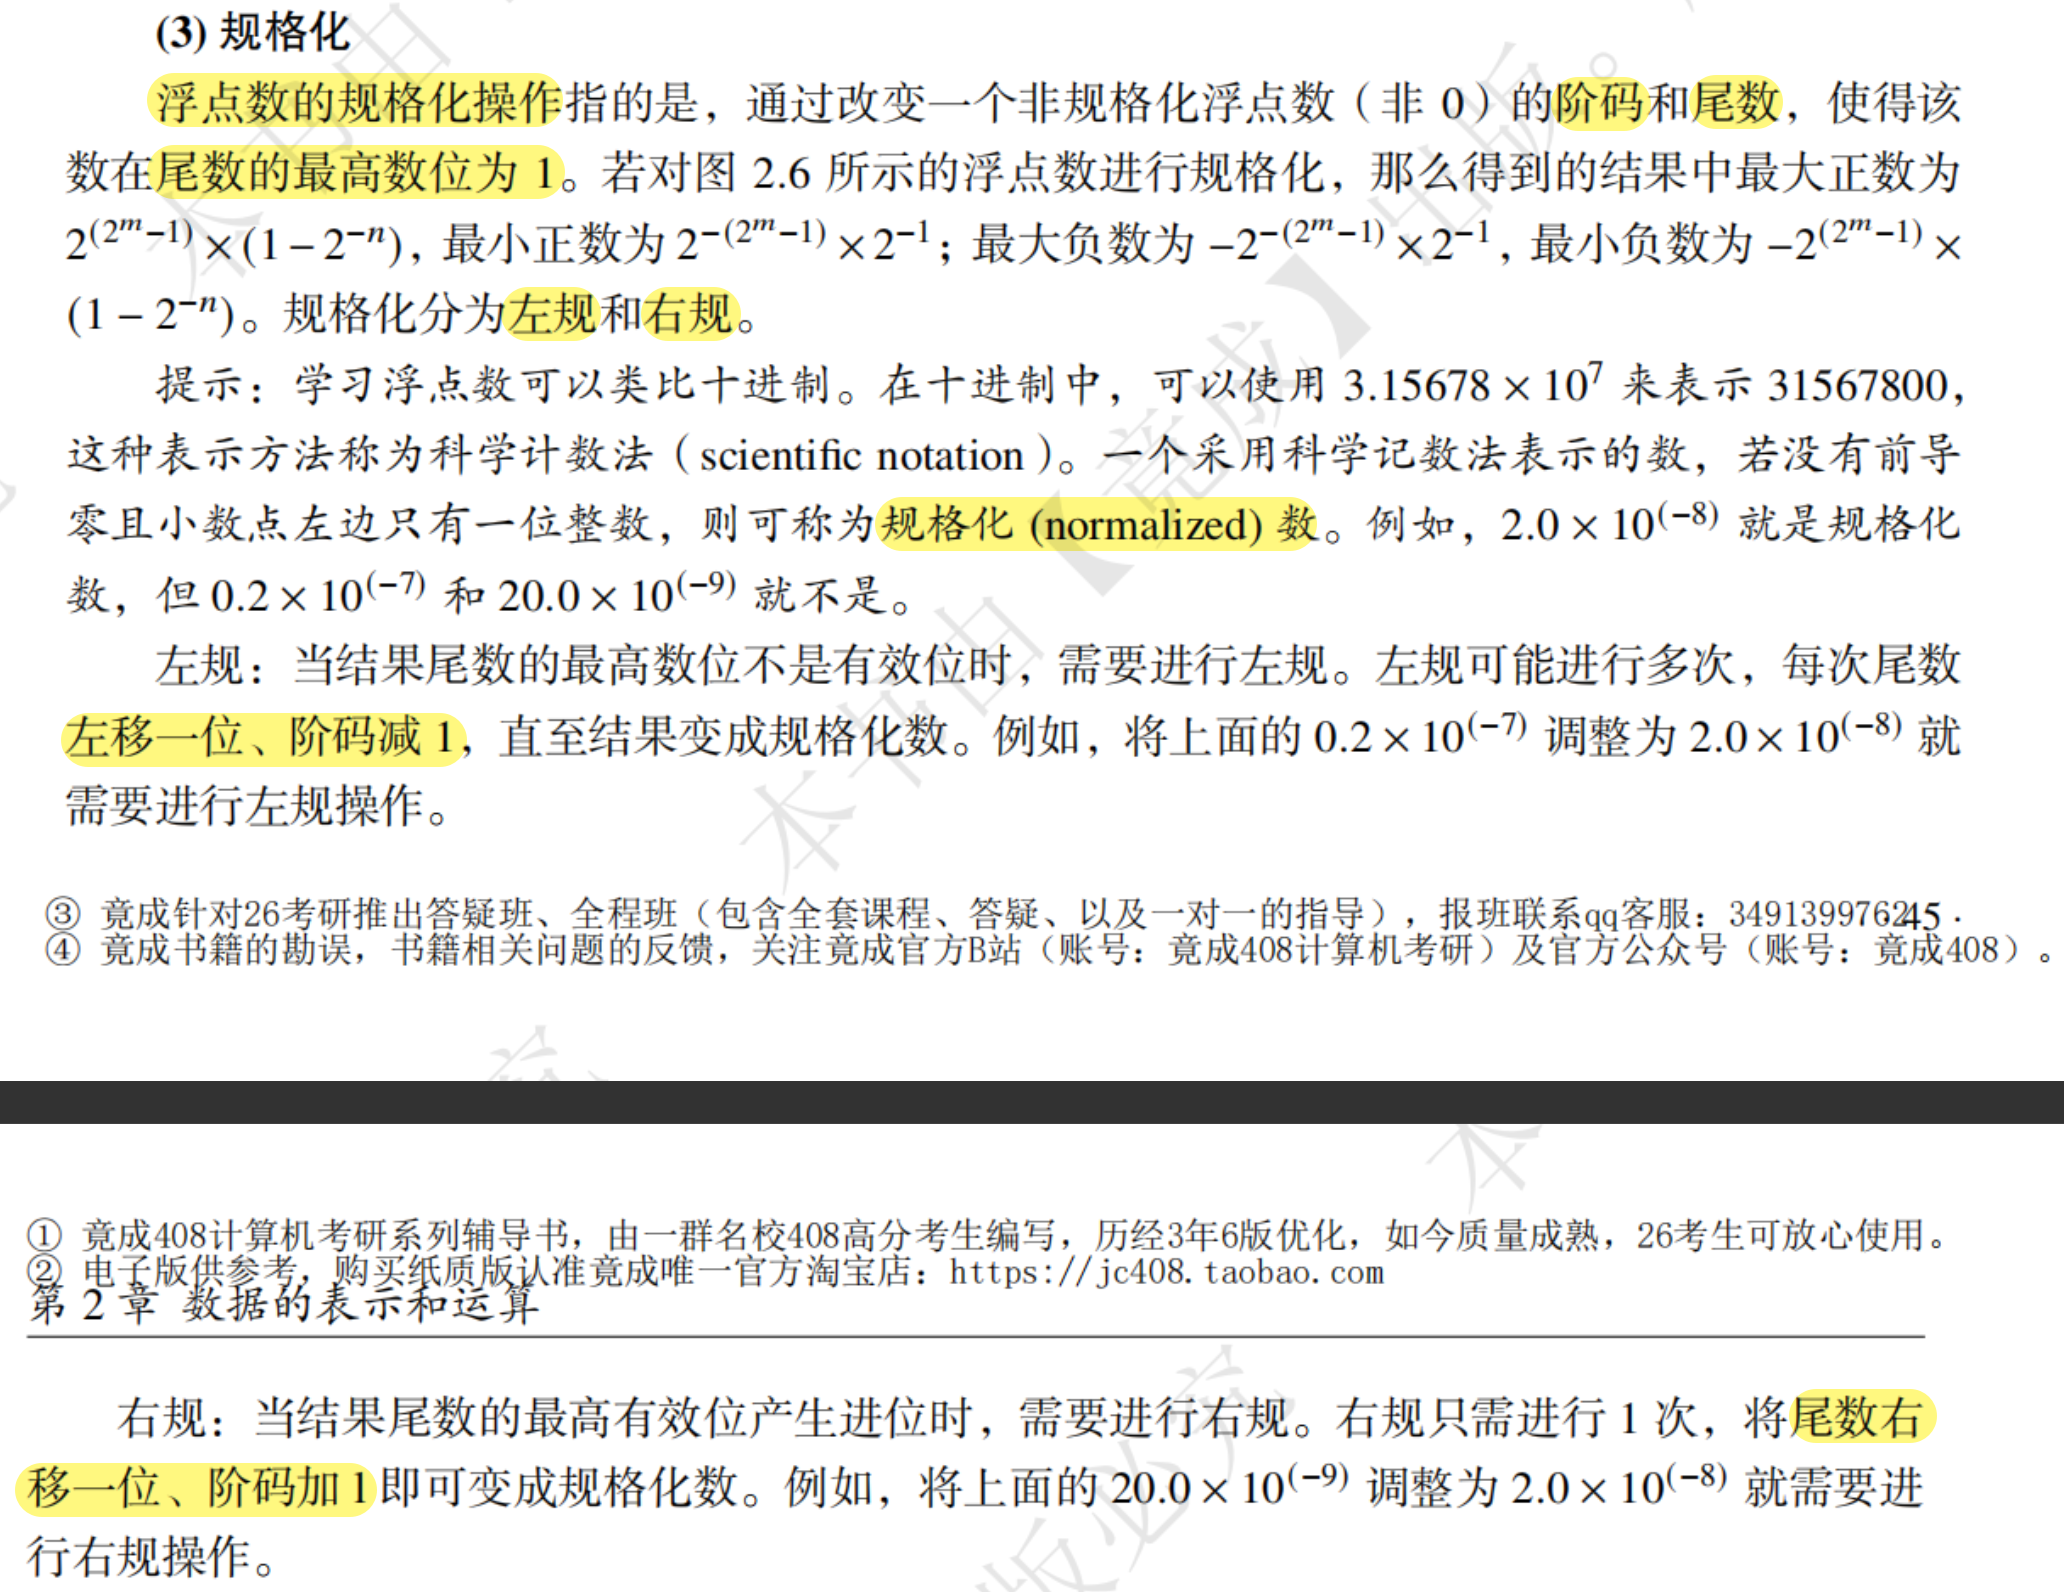 (3) 规格化
浮点数的规格化操作指的是，通过改变一个非规格化浮点数（非 0）的阶码和尾数，使得该
数在尾数的最高数位为 1。若对图 2.6 所示的浮点数进行规格化，那么得到的结果中最大正数为
2^(2^m−1) × (1 − 2^−n)，最小正数为 2^−(2^m−1) × 2^−1；最大负数为 −2^−(2^m−1) × 2^−1，最小负数为 −2^(2^m−1) ×
(1 − 2^−n)。规格化分为左规和右规。
提示：学习浮点数可以类比十进制。在十进制中，可以使用 3.15678 × 10^7 来表示 31567800，
这种表示方法称为科学计数法（scientific notation）。一个采用科学记数法表示的数，若没有前导
零且小数点左边只有一位整数，则可称为规格化 (normalized) 数。例如，2.0 × 10^(−8) 就是规格化
数，但 0.2 × 10^(−7) 和 20.0 × 10^(−9) 就不是。
左规：当结果尾数的最高数位不是有效位时，需要进行左规。左规可能进行多次，每次尾数
左移一位、阶码减 1，直至结果变成规格化数。例如，将上面的 0.2 × 10^(−7) 调整为 2.0 × 10^(−8) 就
需要进行左规操作。
③ 竟成针对26考研推出答疑班、全程班（包含全套课程、答疑、以及一对一的指导），报班联系qq客服：3491399762
· 45 ·
④ 竟成书籍的勘误，书籍相关问题的反馈，关注竟成官方B站（账号：竟成408计算机考研）及官方公众号（账号：竟成408）。
① 竟成408计算机考研系列辅导书，由一群名校408高分考生编写，历经3年6版优化，如今质量成熟，26考生可放心使用。
② 电子版供参考，购买纸质版认准竟成唯一官方淘宝店：https://jc408.taobao.com
第 2 章 数据的表示和运算
右规：当结果尾数的最高有效位产生进位时，需要进行右规。右规只需进行 1 次，将尾数右
移一位、阶码加 1 即可变成规格化数。例如，将上面的 20.0 × 10^(−9) 调整为 2.0 × 10^(−8) 就需要进
行右规操作。
本书由【竟成】出版。
版必究